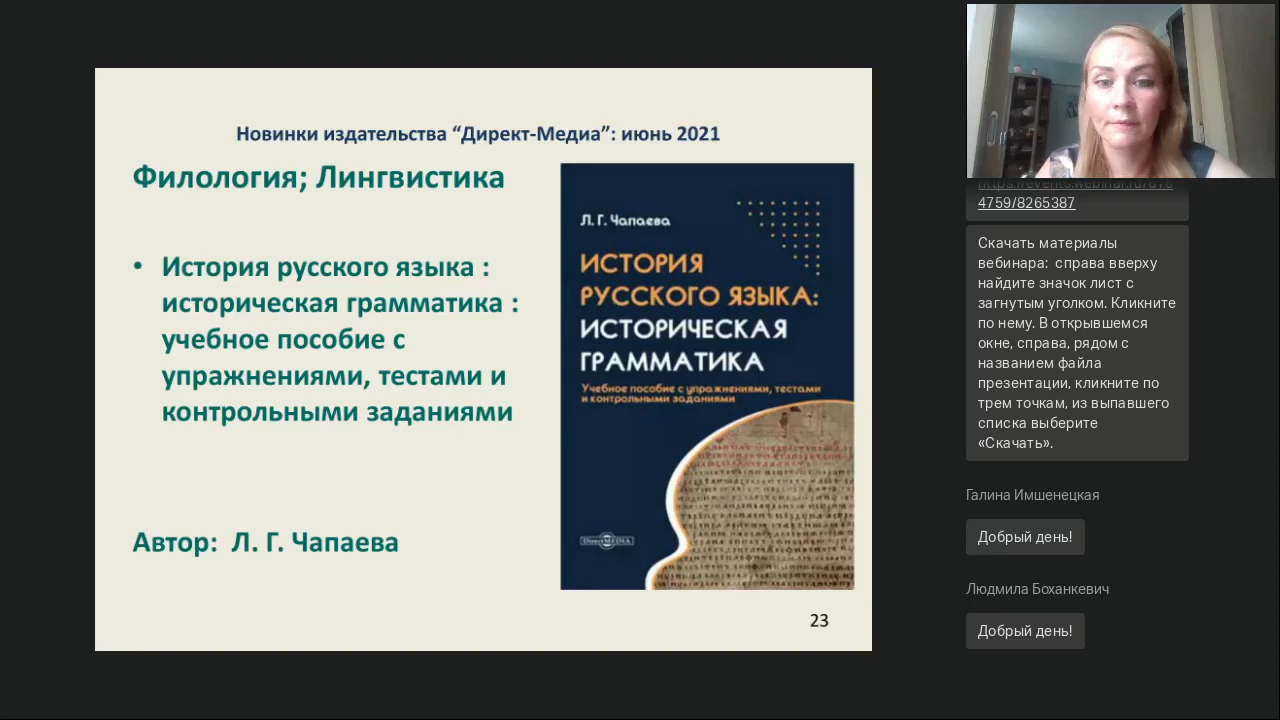 Новинки издательства “Директ-Медиа”: июнь 2021
Филология; Лингвистика
• История русского языка :
историческая грамматика :
учебное пособие с
упражнениями, тестами и
контрольными заданиями
Автор: Л. Г. Чапаева
Л. Г. Чапаева
ИСТОРИЯ
РУССКОГО ЯЗЫКА:
ИСТОРИЧЕСКАЯ
ГРАММАТИКА
Учебное пособие с упражнениями, тестами
и контрольными заданиями
DirectMEDIA
23
4759/8265387
Скачать материалы
вебинара: справа вверху
найдите значок лист с
загнутым уголком. Кликните
по нему. В открывшемся
окне, справа, рядом с
названием файла
презентации, кликните по
трем точкам, из выпавшего
списка выберите
«Скачать».
Галина Имшенецкая
Добрый день!
Людмила Боханкевич
Добрый день!